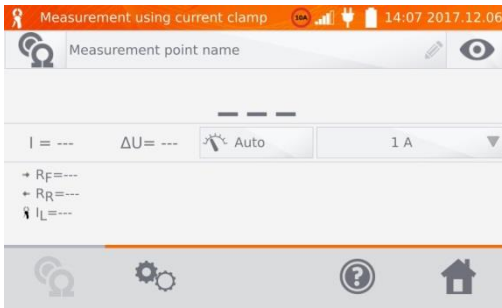 Measurement using current clamp 10A 14:07 2017.12.06
Measurement point name
---
I = --- ΔU= --- Auto 1 A
RF=---
RR=---
IL=---
?